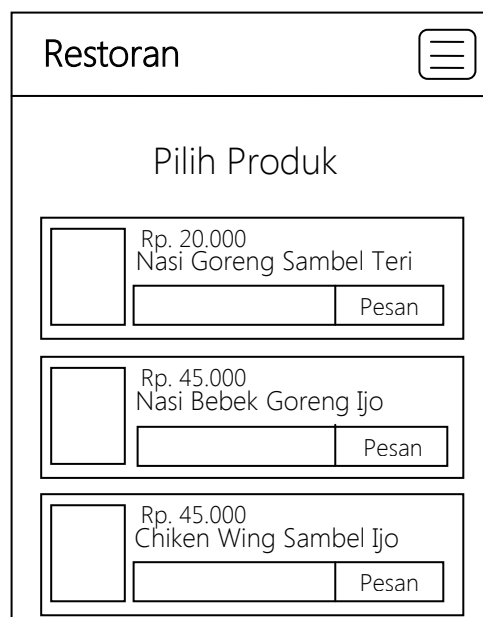 Restoran
Pilih Produk
Rp. 20.000
Nasi Goreng Sambel Teri
Pesan
Rp. 45.000
Nasi Bebek Goreng Ijo
Pesan
Rp. 45.000
Chiken Wing Sambel Ijo
Pesan